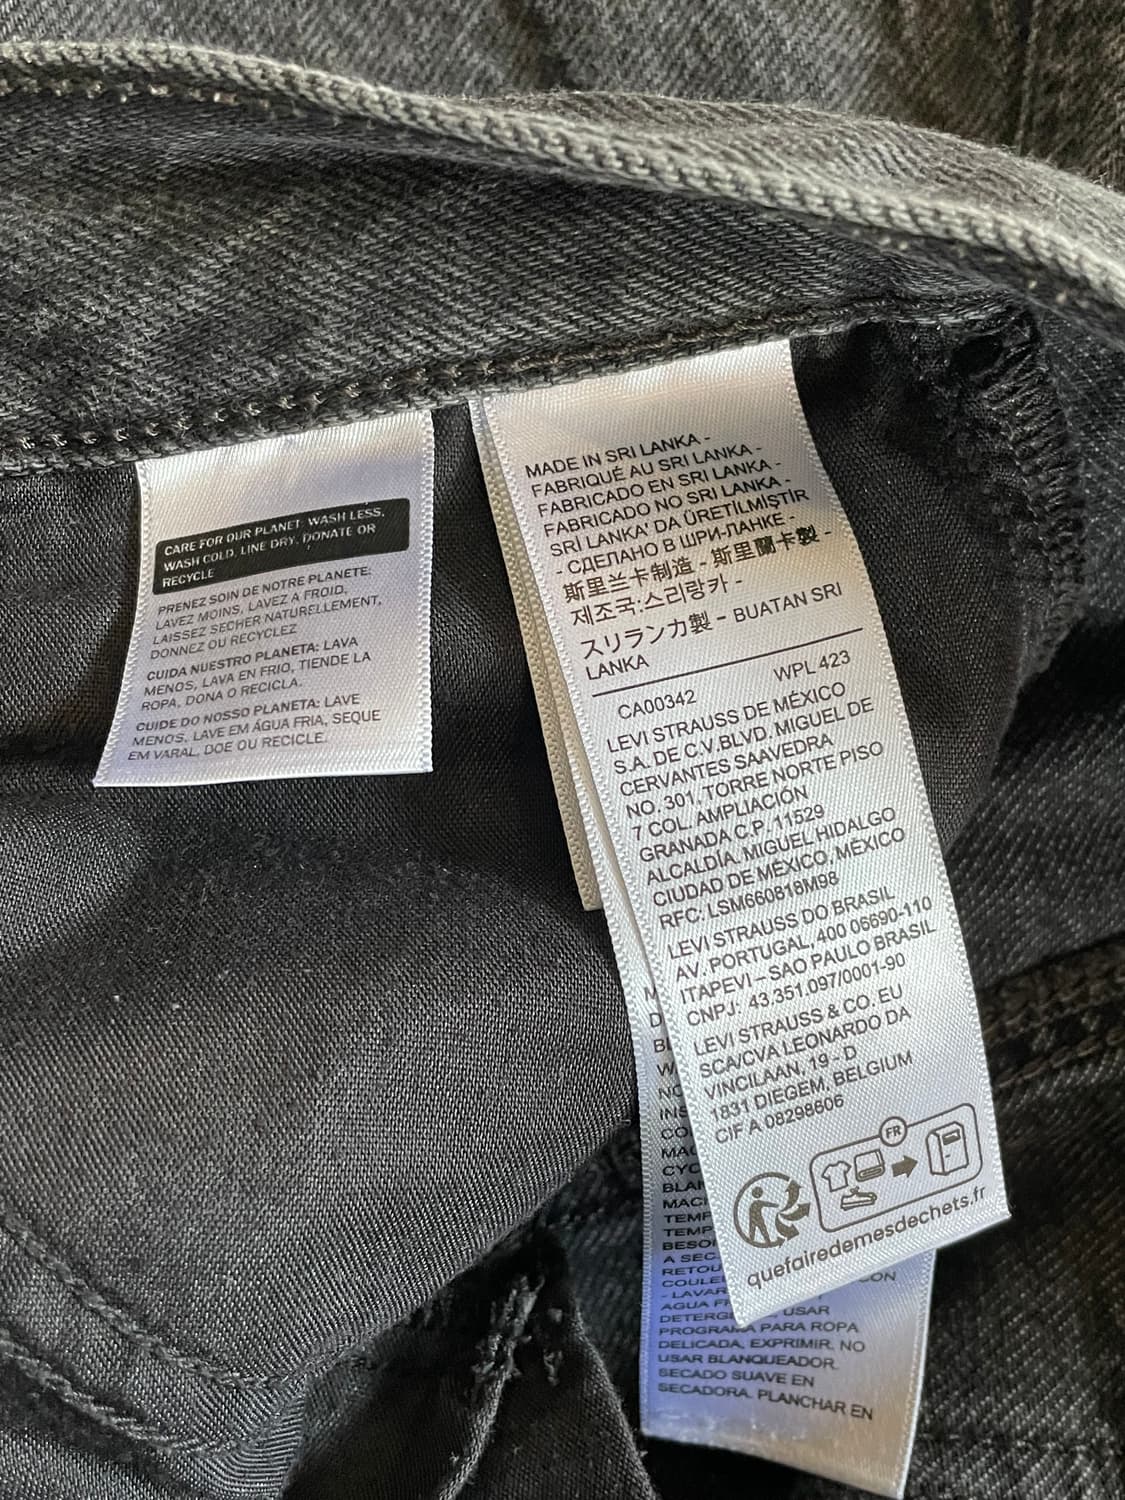 CARE FOR OUR PLANET: WASH LESS,
WASH COLD, LINE DRY, DONATE OR
RECYCLE
PRENEZ SOIN DE NOTRE PLANETE:
LAVEZ MOINS, LAVEZ A FROID,
LAISSEZ SECHER NATURELLEMENT,
DONNEZ OU RECYCLEZ
CUIDA NUESTRO PLANETA: LAVA
MENOS, LAVA EN FRIO, TIENDE LA
ROPA, DONA O RECICLA.
CUIDE DO NOSSO PLANETA: LAVE
MENOS, LAVE EM ÁGUA FRIA, SEQUE
EM VARAL, DOE OU RECICLE.
MADE IN SRI LANKA -
FABRIQUÉ AU SRI LANKA -
FABRICADO EN SRI LANKA -
FABRICADO NO SRI LANKA -
SRİ LANKA' DA ÜRETİLMİŞTİR
- СДЕЛАНО В ШРИ-ЛАНКЕ -
斯里兰卡制造 - 斯里蘭卡製 -
제조국:스리랑카 -
スリランカ製 - BUATAN SRI
LANKA
CA00342 WPL 423
LEVI STRAUSS DE MÉXICO
S.A. DE C.V.BLVD. MIGUEL DE
CERVANTES SAAVEDRA
NO. 301, TORRE NORTE PISO
7 COL. AMPLIACIÓN
GRANADA C.P. 11529
ALCALDÍA. MIGUEL HIDALGO
CIUDAD DE MÉXICO, MÉXICO
RFC: LSM660818M98
LEVI STRAUSS DO BRASIL
AV. PORTUGAL, 400 06690-110
ITAPEVI – SAO PAULO BRASIL
CNPJ: 43.351.097/0001-90
LEVI STRAUSS & CO. EU
SCA/CVA LEONARDO DA
VINCILAAN, 19 - D
1831 DIEGEM, BELGIUM
CIF A 08298606
FR
quefairedemesdechets.fr
TEMP
TEMP
BESO
A SEC
RETOU
COULE CON
- LAVAR
AGUA F
DETERG USAR
PROGRAMA PARA ROPA
DELICADA, EXPRIMIR. NO
USAR BLANQUEADOR.
SECADO SUAVE EN
SECADORA. PLANCHAR EN